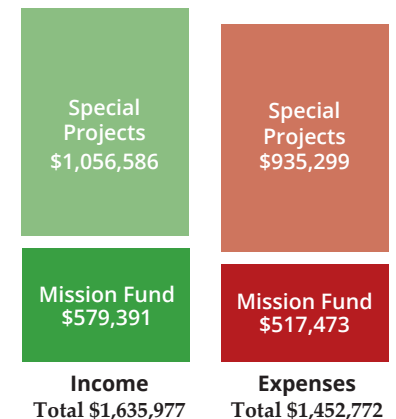 Special
Projects
$1,056,586
Mission Fund
$579,391
Income
Total $1,635,977
Special
Projects
$935,299
Mission Fund
$517,473
Expenses
Total $1,452,772